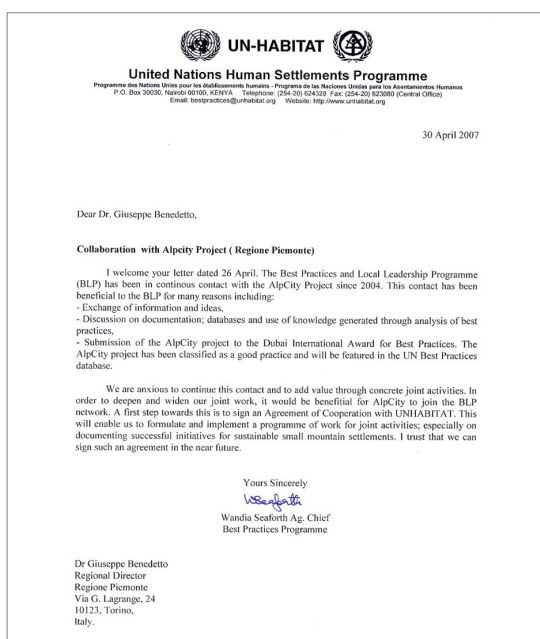 UN-HABITAT
United Nations Human Settlements Programme
Programme des Nations Unies pour les établissements humains - Programa de las Naciones Unidas para los Asentamientos Humanos
P.O. Box 30030, Nairobi 00100, KENYA Telephone: (254-20) 624328 Fax: (254-20) 623080 (Central Office)
Email: bestpractices@unhabitat.org Website: http://www.unhabitat.org
30 April 2007
Dear Dr. Giuseppe Benedetto,
Collaboration with Alpcity Project ( Regione Piemonte)
I welcome your letter dated 26 April. The Best Practices and Local Leadership Programme
(BLP) has been in continous contact with the AlpCity Project since 2004. This contact has been
beneficial to the BLP for many reasons including:
- Exchange of information and ideas,
- Discussion on documentation; databases and use of knowledge generated through analysis of best
practices,
- Submission of the AlpCity project to the Dubai International Award for Best Practices. The
AlpCity project has been classified as a good practice and will be featured in the UN Best Practices
database.
We are anxious to continue this contact and to add value through concrete joint activities. In
order to deepen and widen our joint work, it would be benefitial for AlpCity to join the BLP
network. A first step towards this is to sign an Agreement of Cooperation with UNHABITAT. This
will enable us to formulate and implement a programme of work for joint activities; especially on
documenting successful initiatives for sustainable small mountain settlements. I trust that we can
sign such an agreement in the near future.
Yours Sincerely
WSeaforth
Wandia Seaforth Ag. Chief
Best Practices Programme
Dr Giuseppe Benedetto
Regional Director
Regione Piemonte
Via G. Lagrange, 24
10123, Torino,
Italy.